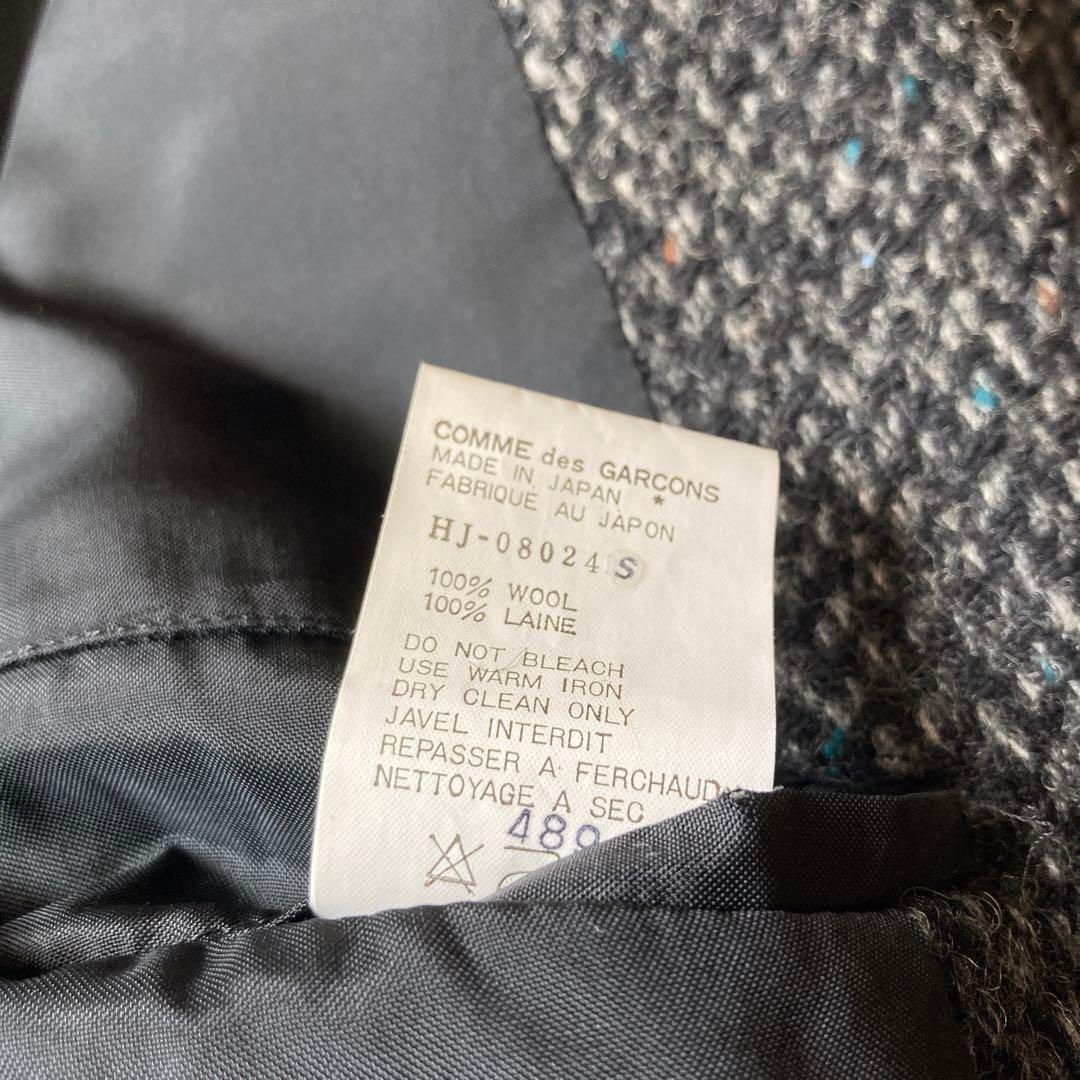 COMME des GARCONS
MADE IN JAPAN *
FABRIQUE AU JAPON
HJ-08024 S
100% WOOL
100% LAINE
DO NOT BLEACH
USE WARM IRON
DRY CLEAN ONLY
JAVEL INTERDIT
REPASSER A FERCHAUD
NETTOYAGE A SEC
489